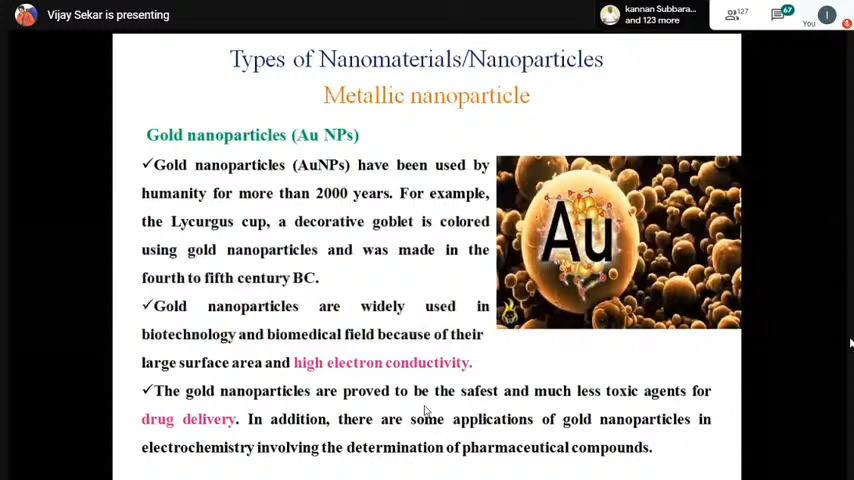 Vijay Sekar is presenting
kannan Subbara...
and 123 more
127
67
You
I
Types of Nanomaterials/Nanoparticles
Metallic nanoparticle
Gold nanoparticles (Au NPs)
✓Gold nanoparticles (AuNPs) have been used by
humanity for more than 2000 years. For example,
the Lycurgus cup, a decorative goblet is colored
using gold nanoparticles and was made in the
fourth to fifth century BC.
Au
✓Gold nanoparticles are widely used in
biotechnology and biomedical field because of their
large surface area and high electron conductivity.
✓The gold nanoparticles are proved to be the safest and much less toxic agents for
drug delivery. In addition, there are some applications of gold nanoparticles in
electrochemistry involving the determination of pharmaceutical compounds.